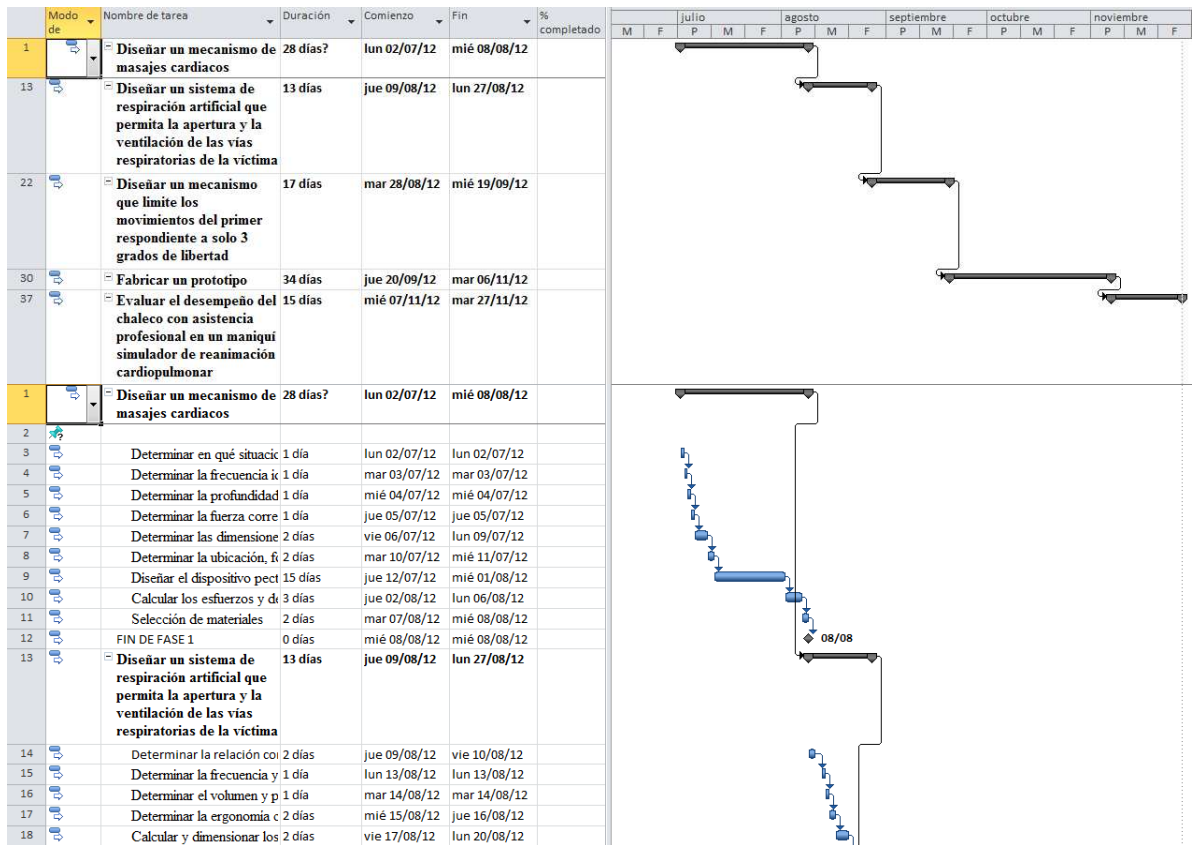 Modo de Nombre de tarea Duración Comienzo Fin % completado
julio agosto septiembre octubre noviembre
M F P M F P M F P M F P M F P M F
1 Diseñar un mecanismo de 28 días? lun 02/07/12 mié 08/08/12
masajes cardiacos
13 Diseñar un sistema de 13 días jue 09/08/12 lun 27/08/12
respiración artificial que
permita la apertura y la
ventilación de las vías
respiratorias de la víctima
22 Diseñar un mecanismo 17 días mar 28/08/12 mié 19/09/12
que limite los
movimientos del primer
respondiente a solo 3
grados de libertad
30 Fabricar un prototipo 34 días jue 20/09/12 mar 06/11/12
37 Evaluar el desempeño del 15 días mié 07/11/12 mar 27/11/12
chaleco con asistencia
profesional en un maniquí
simulador de reanimación
cardiopulmonar
1 Diseñar un mecanismo de 28 días? lun 02/07/12 mié 08/08/12
masajes cardiacos
2 ?
3 Determinar en qué situacic 1 día lun 02/07/12 lun 02/07/12
4 Determinar la frecuencia 1 día mar 03/07/12 mar 03/07/12
5 Determinar la profundidad 1 día mié 04/07/12 mié 04/07/12
6 Determinar la fuerza corre 1 día jue 05/07/12 jue 05/07/12
7 Determinar las dimensione 2 días vie 06/07/12 lun 09/07/12
8 Determinar la ubicación, 2 días mar 10/07/12 mié 11/07/12
9 Diseñar el dispositivo pect 15 días jue 12/07/12 mié 01/08/12
10 Calcular los esfuerzos y 3 días jue 02/08/12 lun 06/08/12
11 Selección de materiales 2 días mar 07/08/12 mié 08/08/12
12 FIN DE FASE 1 0 días mié 08/08/12 mié 08/08/12 08/08
13 Diseñar un sistema de 13 días jue 09/08/12 lun 27/08/12
respiración artificial que
permita la apertura y la
ventilación de las vías
respiratorias de la víctima
14 Determinar la relación 2 días jue 09/08/12 vie 10/08/12
15 Determinar la frecuencia y 1 día lun 13/08/12 lun 13/08/12
16 Determinar el volumen y p 1 día mar 14/08/12 mar 14/08/12
17 Determinar la ergonomia 2 días mié 15/08/12 jue 16/08/12
18 Calcular y dimensionar los 2 días vie 17/08/12 lun 20/08/12